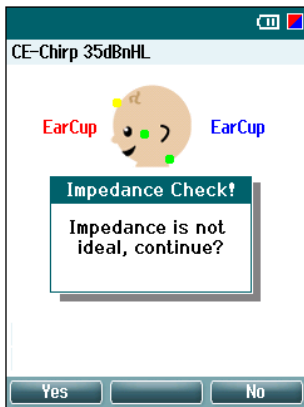 CE-Chirp 35dBnHL
EarCup EarCup
Impedance Check!
Impedance is not
ideal, continue?
Yes No